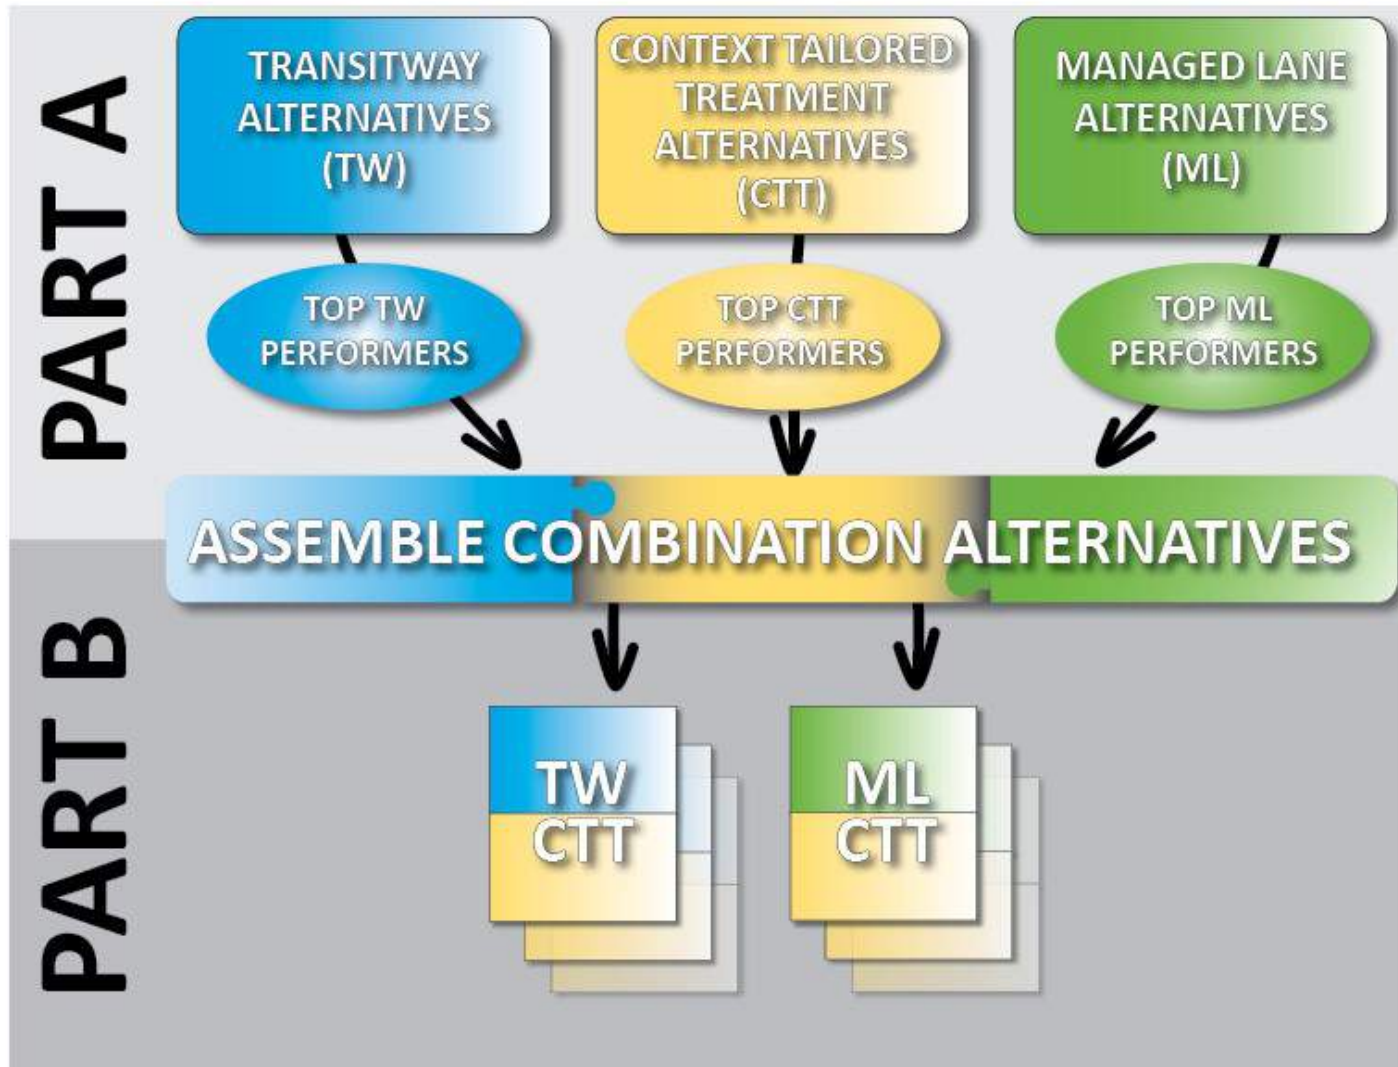 PART A
TRANSITWAY
ALTERNATIVES
(TW)
CONTEXT TAILORED
TREATMENT
ALTERNATIVES
(CTT)
MANAGED LANE
ALTERNATIVES
(ML)
TOP TW
PERFORMERS
TOP CTT
PERFORMERS
TOP ML
PERFORMERS
ASSEMBLE COMBINATION ALTERNATIVES
PART B
TW
CTT
ML
CTT